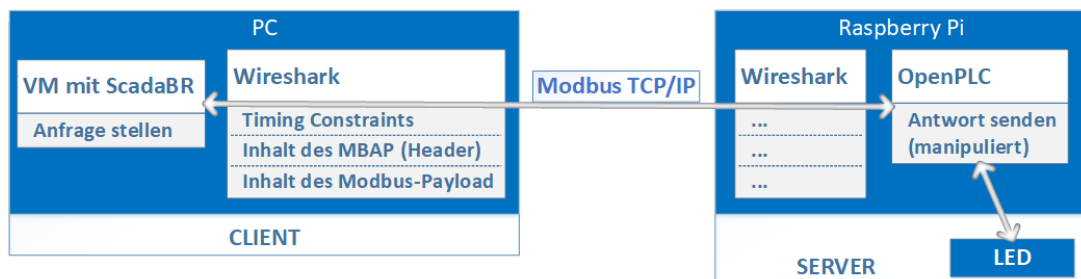 PC
VM mit ScadaBR
Anfrage stellen
Wireshark
Timing Constraints
Inhalt des MBAP (Header)
Inhalt des Modbus-Payload
CLIENT
Modbus TCP/IP
Raspberry Pi
Wireshark
...
...
...
OpenPLC
Antwort senden
(manipuliert)
SERVER
LED